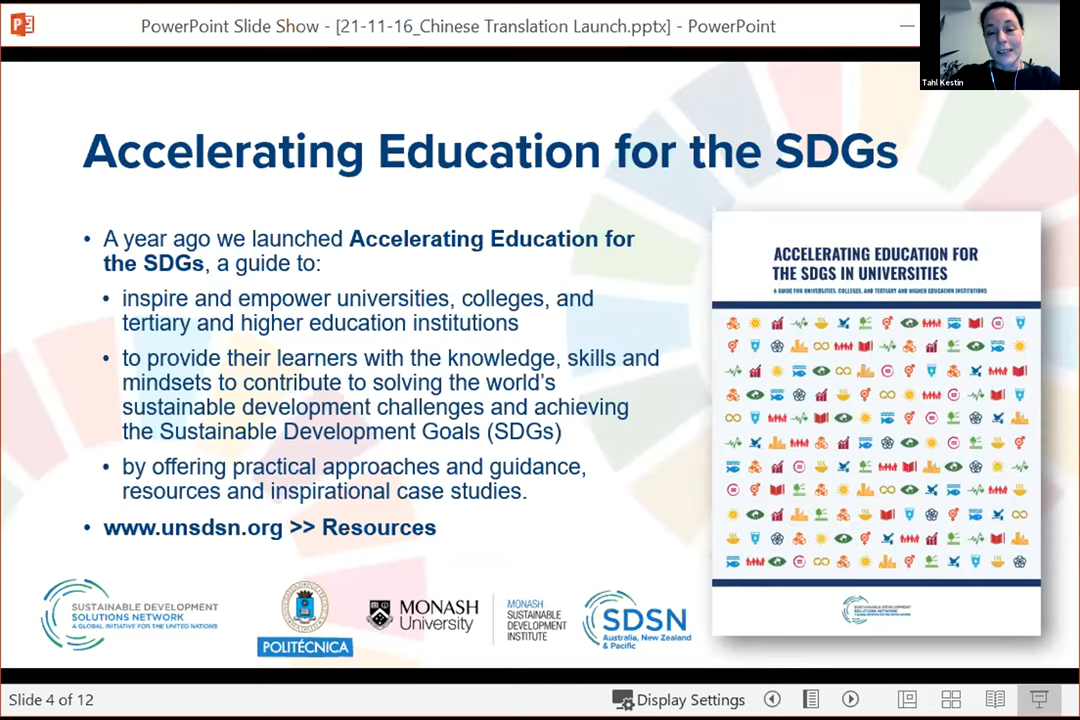 PowerPoint Slide Show - [21-11-16_Chinese Translation Launch.pptx] - PowerPoint
Tahl Kestin
Accelerating Education for the SDGs
• A year ago we launched Accelerating Education for
the SDGs, a guide to:
• inspire and empower universities, colleges, and
tertiary and higher education institutions
• to provide their learners with the knowledge, skills and
mindsets to contribute to solving the world's
sustainable development challenges and achieving
the Sustainable Development Goals (SDGs)
• by offering practical approaches and guidance,
resources and inspirational case studies.
• www.unsdsn.org >> Resources
ACCELERATING EDUCATION FOR
THE SDGS IN UNIVERSITIES
A GUIDE FOR UNIVERSITIES, COLLEGES, AND TERTIARY AND HIGHER EDUCATION INSTITUTIONS
SUSTAINABLE DEVELOPMENT
SOLUTIONS NETWORK
SUSTAINABLE DEVELOPMENT
SOLUTIONS NETWORK
A GLOBAL INITIATIVE FOR THE UNITED NATIONS
POLITÉCNICA
MONASH
University
MONASH
SUSTAINABLE
DEVELOPMENT
INSTITUTE
SDSN
Australia, New Zealand
& Pacific
Slide 4 of 12
Display Settings